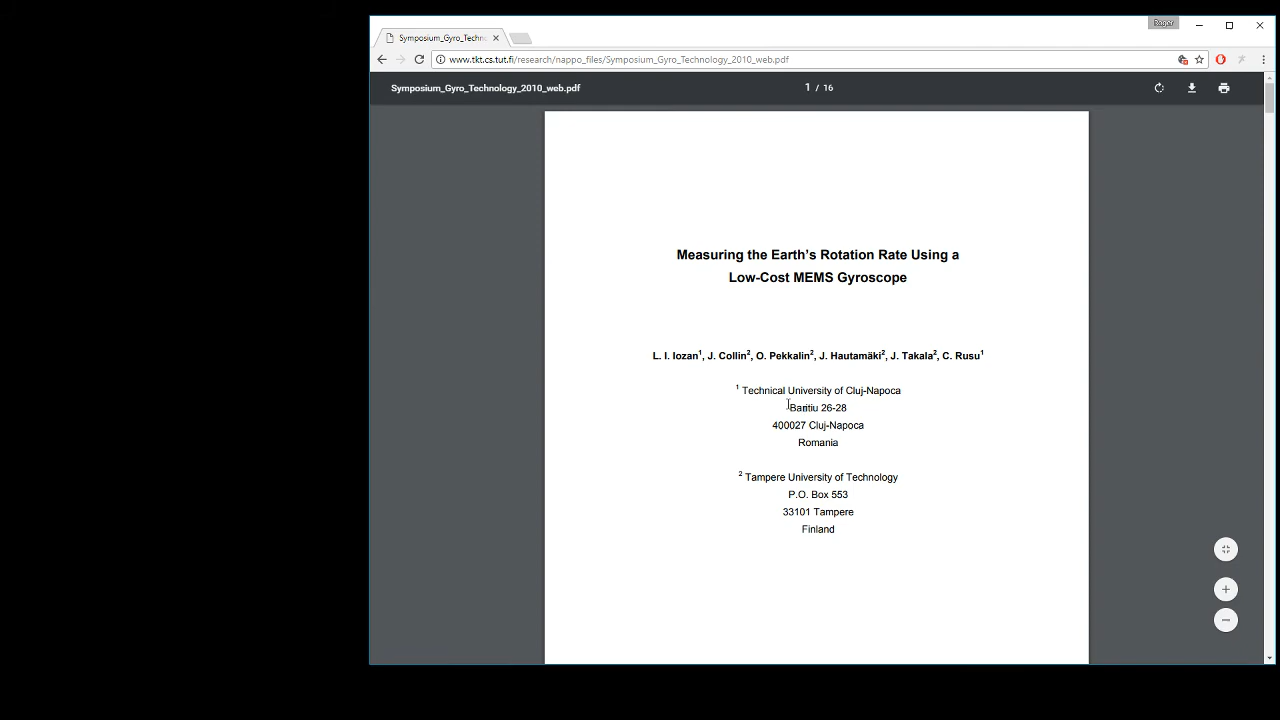 Roger
Symposium_Gyro_Techn
www.tkt.cs.tut.fi/research/nappo_files/Symposium_Gyro_Technology_2010_web.pdf
Symposium_Gyro_Technology_2010_web.pdf
1 / 16
Measuring the Earth's Rotation Rate Using a
Low-Cost MEMS Gyroscope
L. I. Iozan¹, J. Collin², O. Pekkalin², J. Hautamäki², J. Takala², C. Rusu¹
¹ Technical University of Cluj-Napoca
Baritiu 26-28
400027 Cluj-Napoca
Romania
² Tampere University of Technology
P.O. Box 553
33101 Tampere
Finland